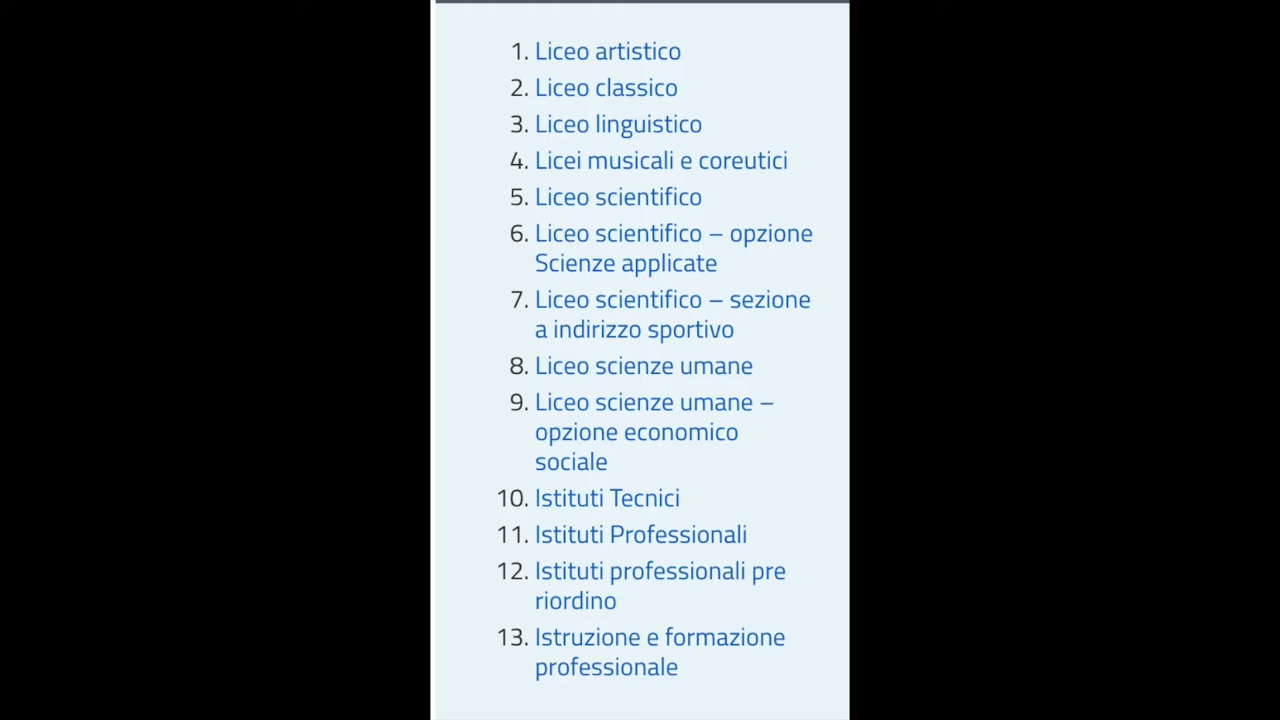 1. Liceo artistico
2. Liceo classico
3. Liceo linguistico
4. Licei musicali e coreutici
5. Liceo scientifico
6. Liceo scientifico – opzione
Scienze applicate
7. Liceo scientifico – sezione
a indirizzo sportivo
8. Liceo scienze umane
9. Liceo scienze umane –
opzione economico
sociale
10. Istituti Tecnici
11. Istituti Professionali
12. Istituti professionali pre
riordino
13. Istruzione e formazione
professionale